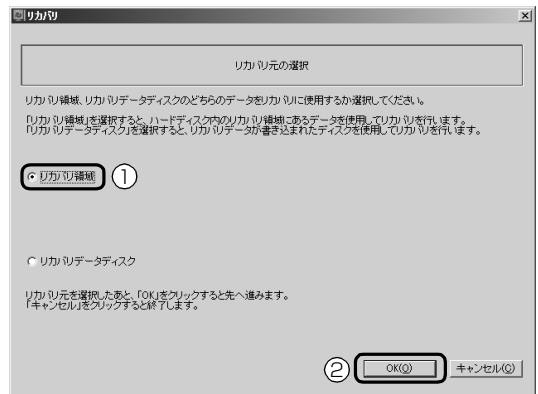 リカバリ
リカバリ元の選択
リカバリ領域、リカバリデータディスクのどちらのデータをリカバリに使用するか選択してください。
「リカバリ領域」を選択すると、ハードディスク内のリカバリ領域にあるデータを使用してリカバリを行います。
「リカバリデータディスク」を選択すると、リカバリデータが書き込まれたディスクを使用してリカバリを行います。
リカバリ領域 ①
リカバリデータディスク
リカバリ元を選択したあと、「OK」をクリックすると先へ進みます。
「キャンセル」をクリックすると終了します。
② OK(O) キャンセル(C)